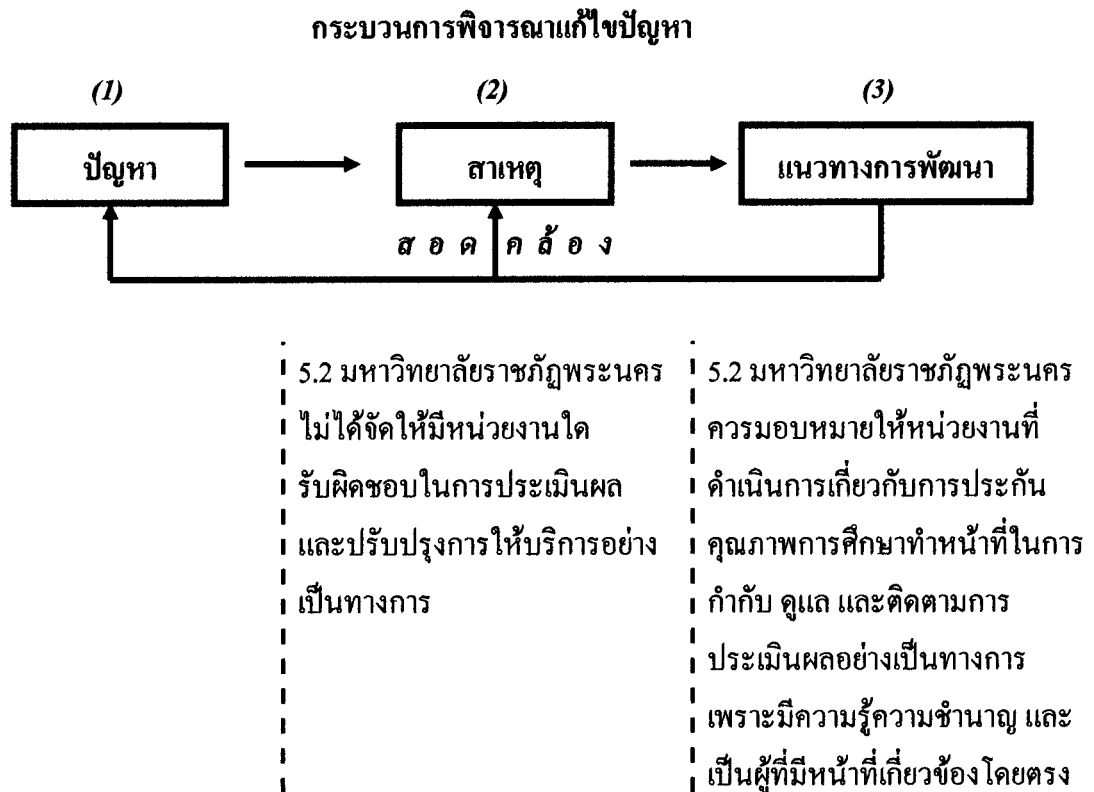 กระบวนการพิจารณาแก้ไขปัญหา
(1) (2) (3)
ปัญหา สาเหตุ แนวทางการพัฒนา
ส อ ด ค ล้ อ ง
5.2 มหาวิทยาลัยราชภัฏพระนคร
ไม่ได้จัดให้มีหน่วยงานใด
รับผิดชอบในการประเมินผล
และปรับปรุงการให้บริการอย่าง
เป็นทางการ
5.2 มหาวิทยาลัยราชภัฏพระนคร
ควรมอบหมายให้หน่วยงานที่
ดำเนินการเกี่ยวกับการประกัน
คุณภาพการศึกษาทำหน้าที่ในการ
กำกับ ดูแล และติดตามการ
ประเมินผลอย่างเป็นทางการ
เพราะมีความรู้ความชำนาญ และ
เป็นผู้ที่มีหน้าที่เกี่ยวข้องโดยตรง